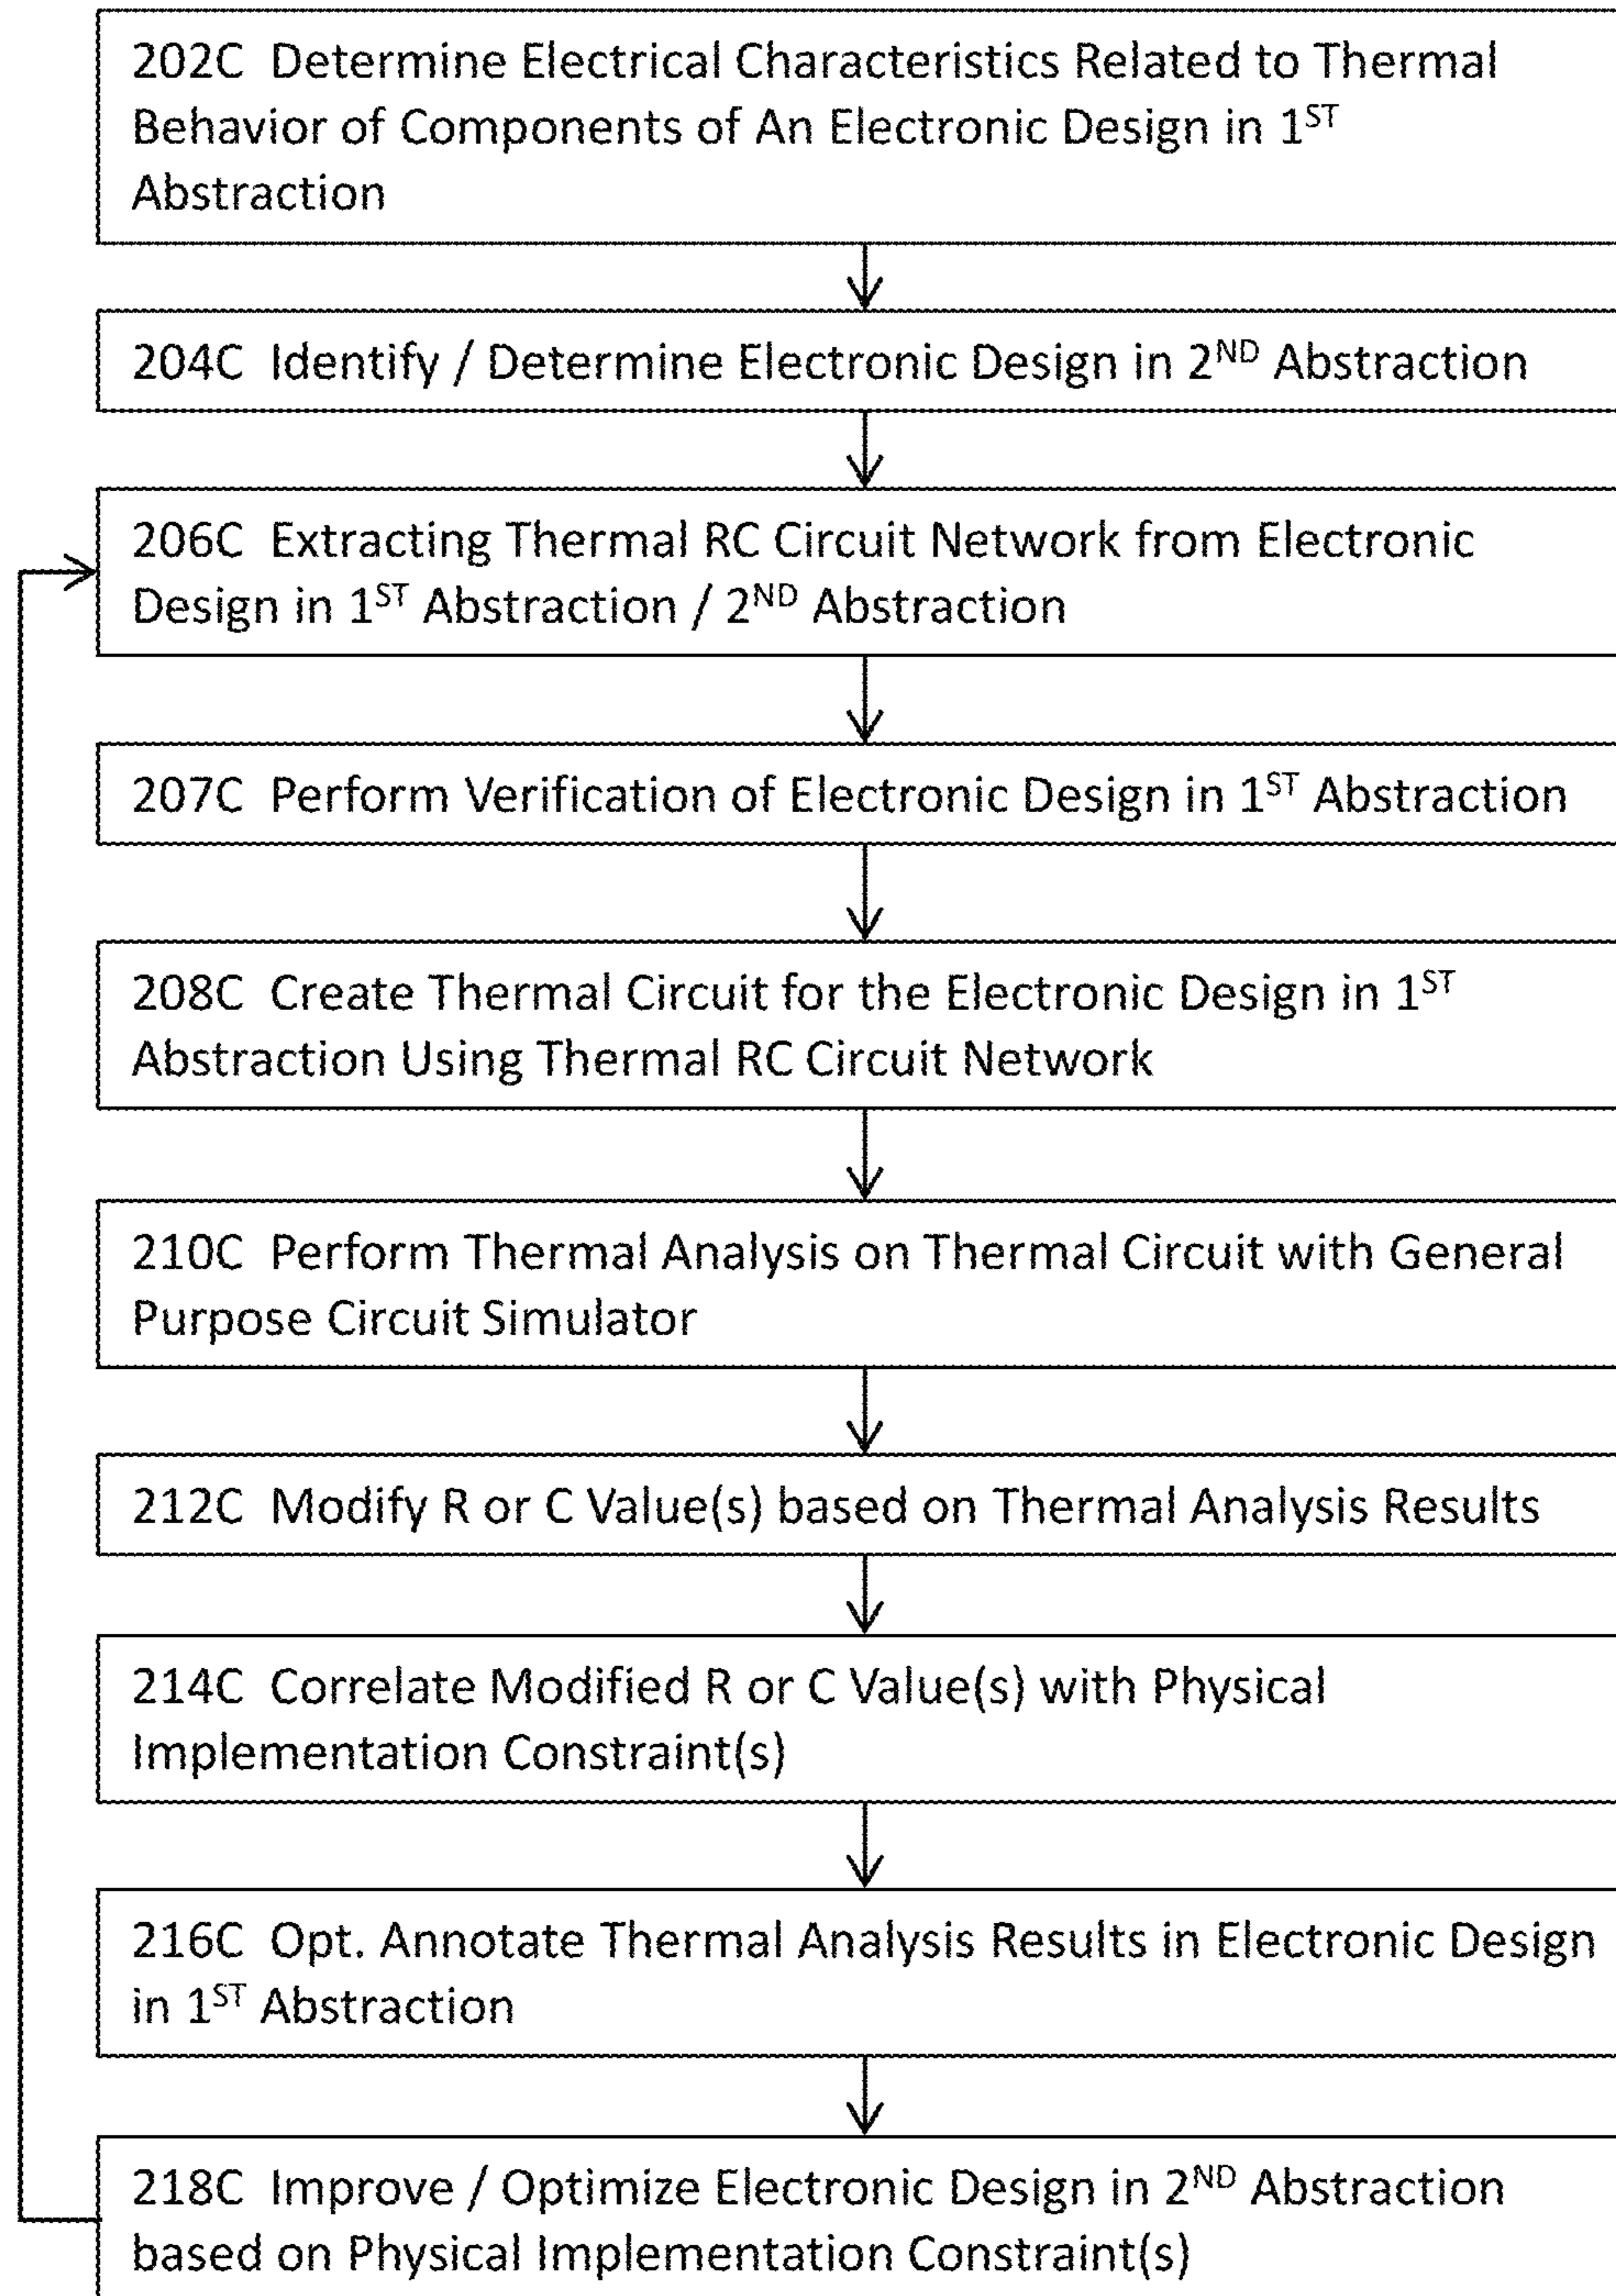 202C Determine Electrical Characteristics Related to Thermal
Behavior of Components of An Electronic Design in 1ST
Abstraction
204C Identify / Determine Electronic Design in 2ND Abstraction
206C Extracting Thermal RC Circuit Network from Electronic
Design in 1ST Abstraction / 2ND Abstraction
207C Perform Verification of Electronic Design in 1ST Abstraction
208C Create Thermal Circuit for the Electronic Design in 1ST
Abstraction Using Thermal RC Circuit Network
210C Perform Thermal Analysis on Thermal Circuit with General
Purpose Circuit Simulator
212C Modify R or C Value(s) based on Thermal Analysis Results
214C Correlate Modified R or C Value(s) with Physical
Implementation Constraint(s)
216C Opt. Annotate Thermal Analysis Results in Electronic Design
in 1ST Abstraction
218C Improve / Optimize Electronic Design in 2ND Abstraction
based on Physical Implementation Constraint(s)